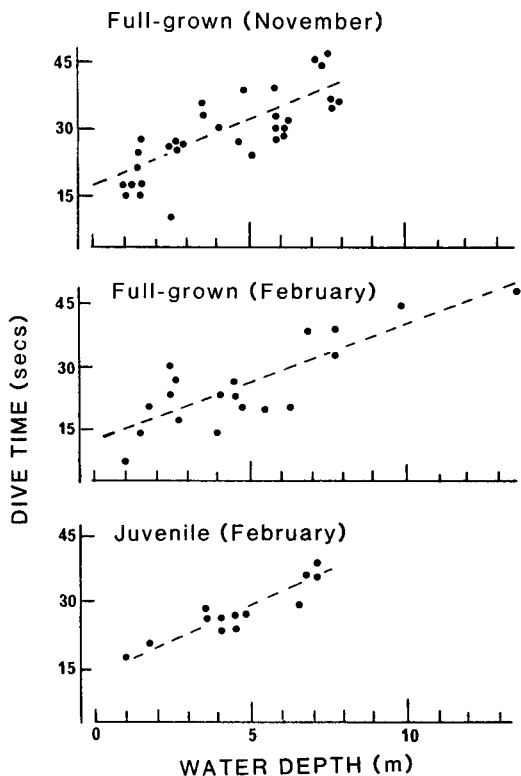 Full-grown (November)
45
30
15
Full-grown (February)
45
30
15
DIVE TIME (secs)
Juvenile (February)
45
30
15
0 5 10
WATER DEPTH (m)